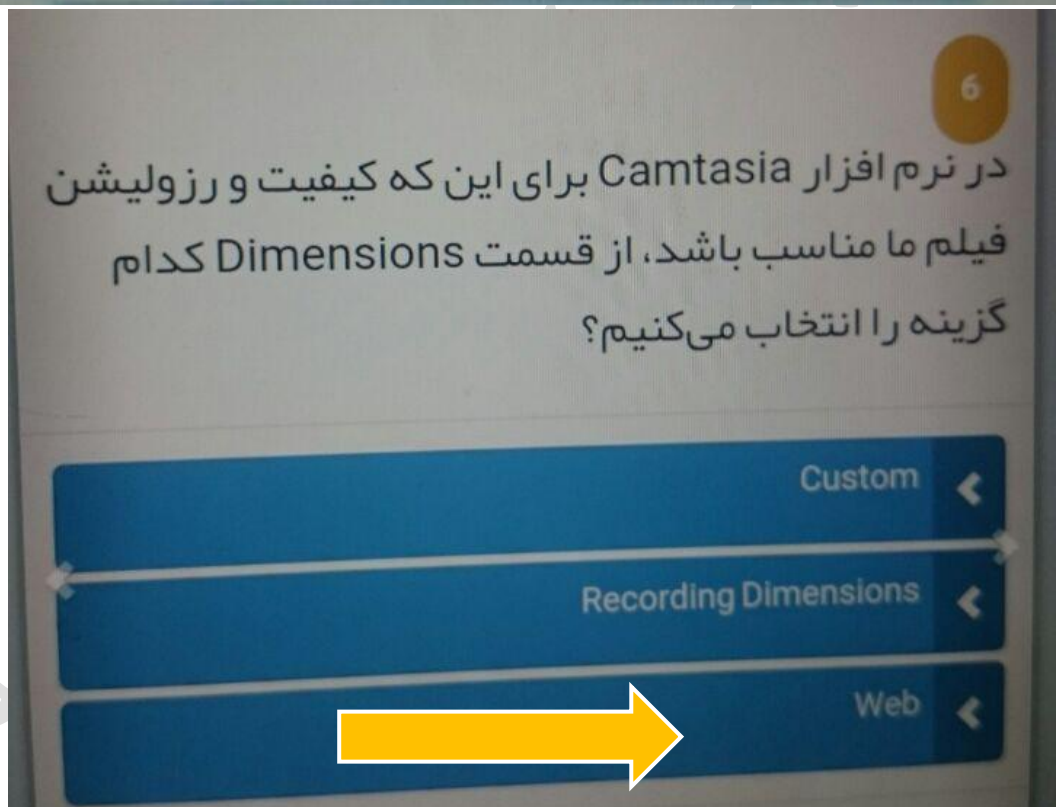 6
در نرم افزار Camtasia برای این که کیفیت و رزولیشن
فیلم ما مناسب باشد، از قسمت Dimensions کدام
گزینه را انتخاب می‌کنیم؟
Custom
Recording Dimensions
Web